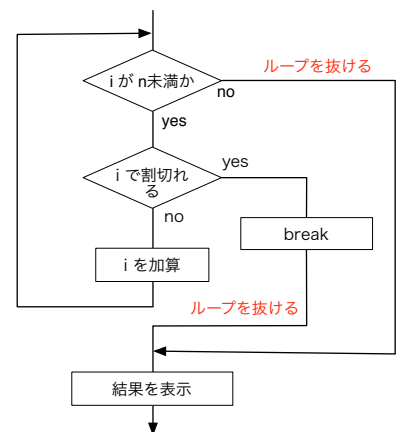 i が n未満か
ループを抜ける
no
yes
i で割切れ
る
yes
no
break
i を加算
ループを抜ける
結果を表示